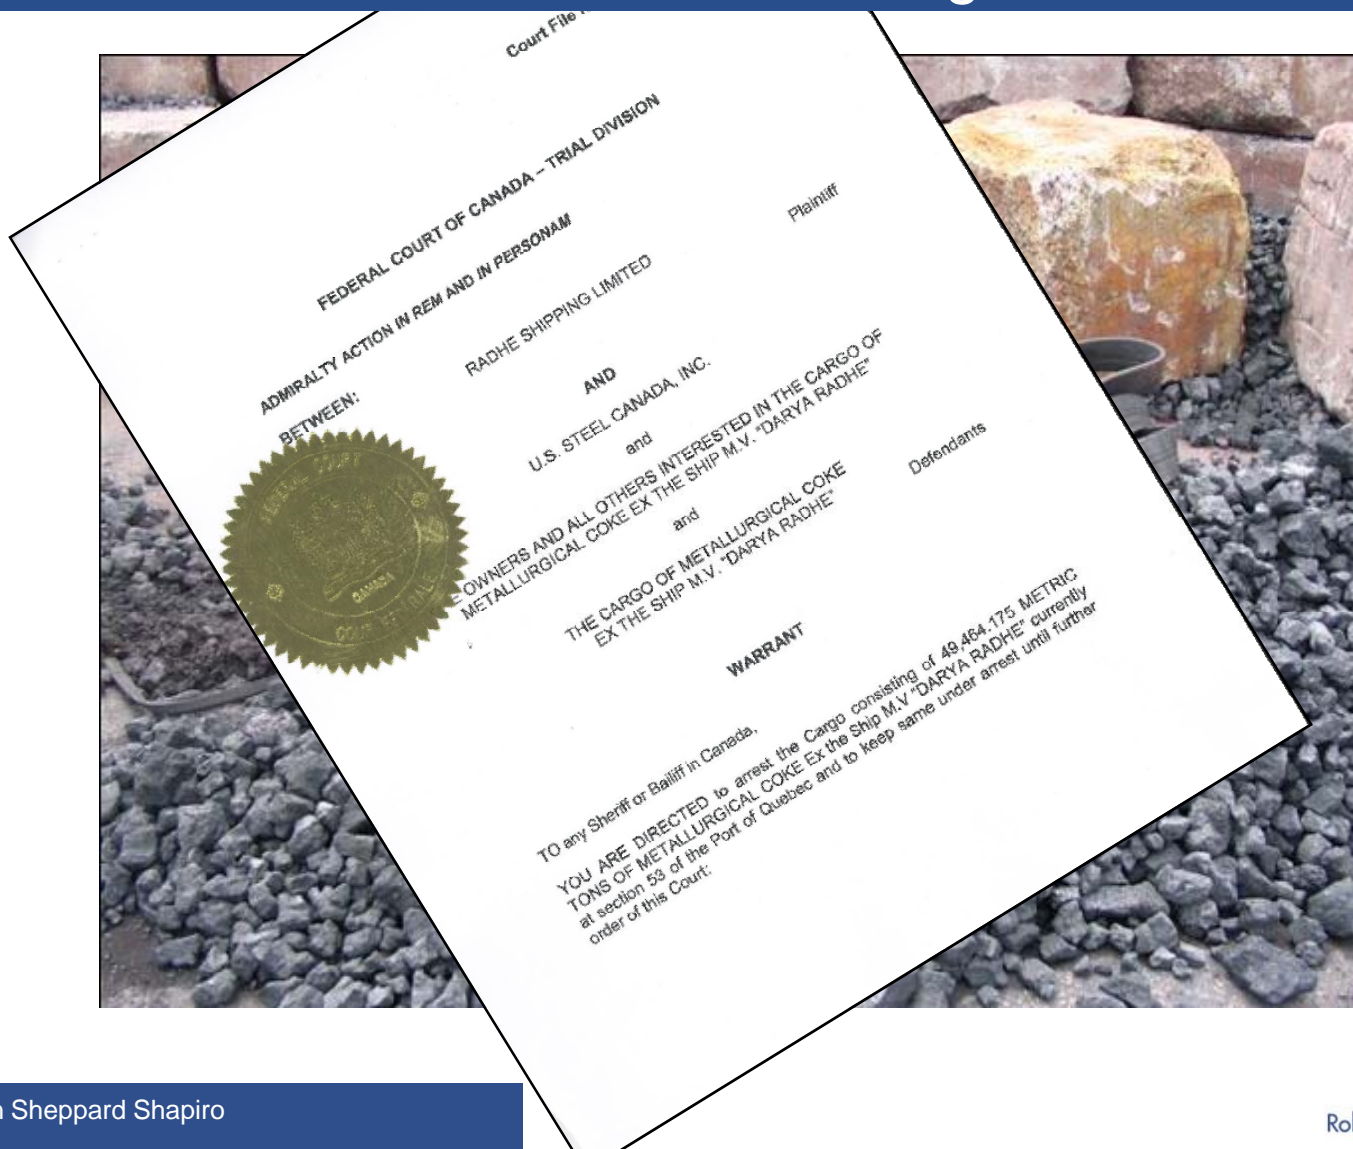 Court File
FEDERAL COURT OF CANADA – TRIAL DIVISION
ADMIRALTY ACTION IN REM AND IN PERSONAM
BETWEEN:
RADHE SHIPPING LIMITED
Plaintiff
AND
U.S. STEEL CANADA, INC.
and
OWNERS AND ALL OTHERS INTERESTED IN THE CARGO OF
METALLURGICAL COKE EX THE SHIP M.V. "DARYA RADHE"
and
THE CARGO OF METALLURGICAL COKE
EX THE SHIP M.V. "DARYA RADHE"
Defendants
FEDERAL COURT
CANADA
COUR FÉDÉRALE
WARRANT
TO any Sheriff or Bailiff in Canada,
YOU ARE DIRECTED to arrest the Cargo consisting of 49,464.175 METRIC
TONS OF METALLURGICAL COKE Ex the Ship M.V "DARYA RADHE" currently
at section 53 of the Port of Quebec and to keep same under arrest until further
order of this Court:
Sheppard Shapiro